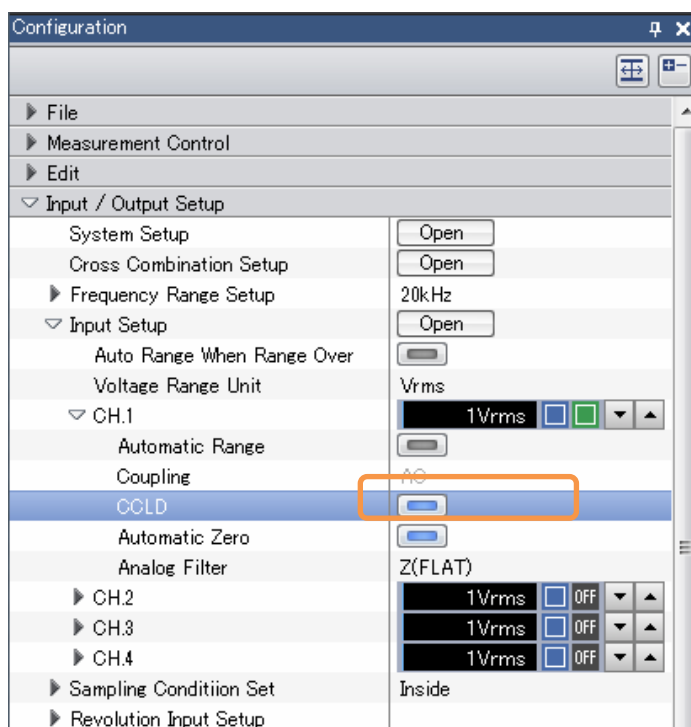 Configuration
File
Measurement Control
Edit
Input / Output Setup
System Setup Open
Cross Combination Setup Open
Frequency Range Setup 20kHz
Input Setup Open
Auto Range When Range Over
Voltage Range Unit Vrms
CH.1 1Vrms
Automatic Range
Coupling AC
CCLD
Automatic Zero
Analog Filter Z(FLAT)
CH.2 1Vrms OFF
CH.3 1Vrms OFF
CH.4 1Vrms OFF
Sampling Conditiion Set Inside
Revolution Input Setup